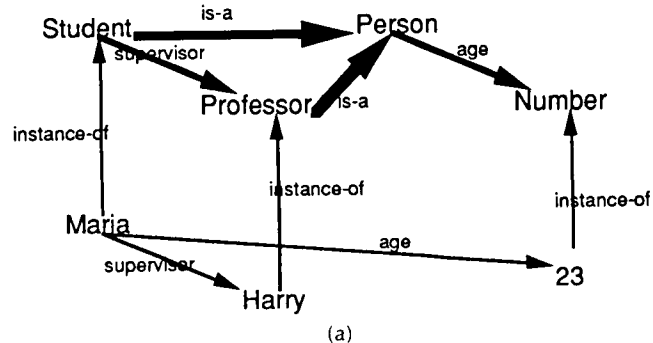 is-a
Student
Person
supervisor
age
Professor
is-a
Number
instance-of
instance-of
instance-of
Maria
age
supervisor
23
Harry
(a)